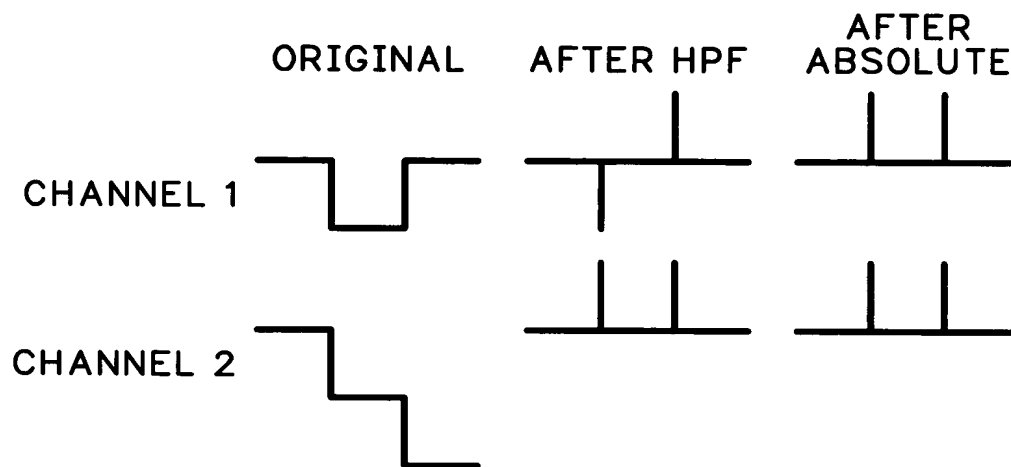 ORIGINAL
AFTER HPF
AFTER
ABSOLUTE
CHANNEL 1
CHANNEL 2